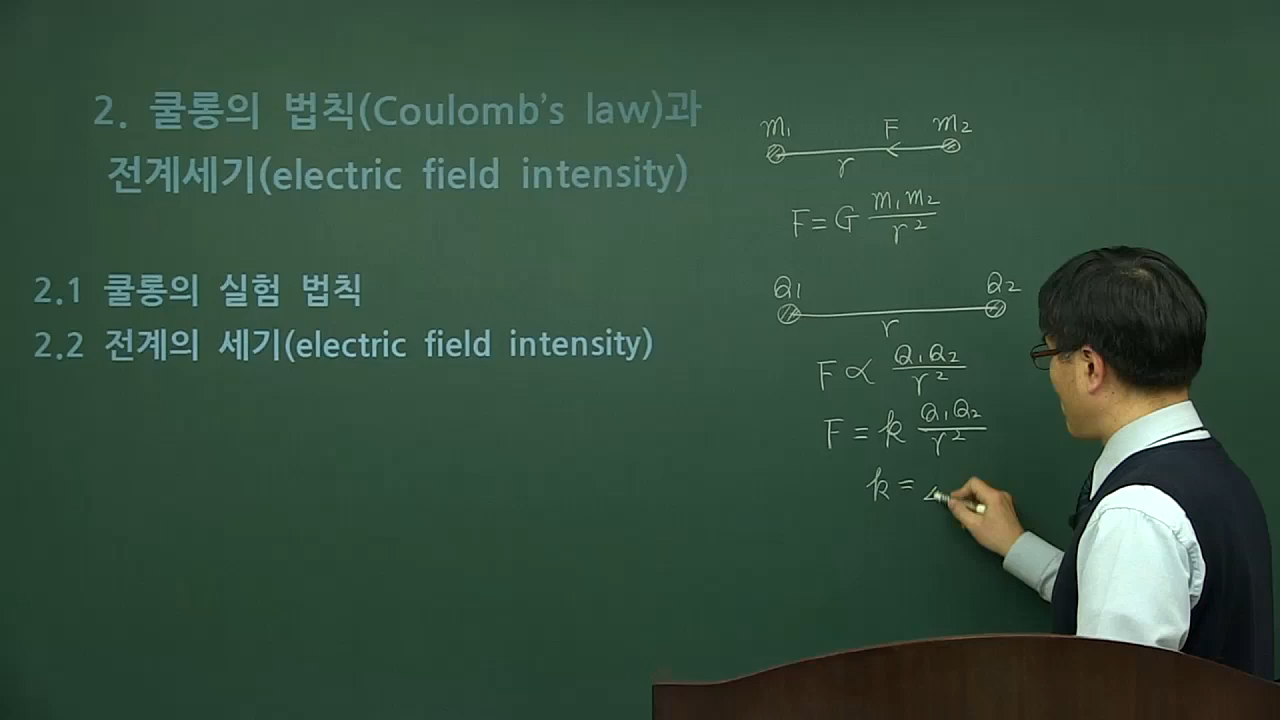 2. 쿨롱의 법칙(Coulomb's law)과
전계세기(electric field intensity)
2.1 쿨롱의 실험 법칙
2.2 전계의 세기(electric field intensity)
m₁ F m₂
r
F = G m₁m₂/r²
Q₁ Q₂
r
F ∝ Q₁Q₂/r²
F = k Q₁Q₂/r²
k =